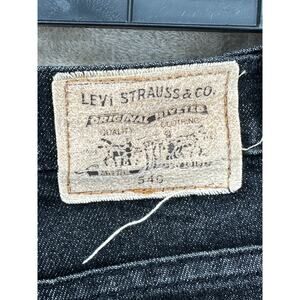 LEVI STRAUSS & CO.
ORIGINAL RIVETED
QUALITY CLOTHING
540